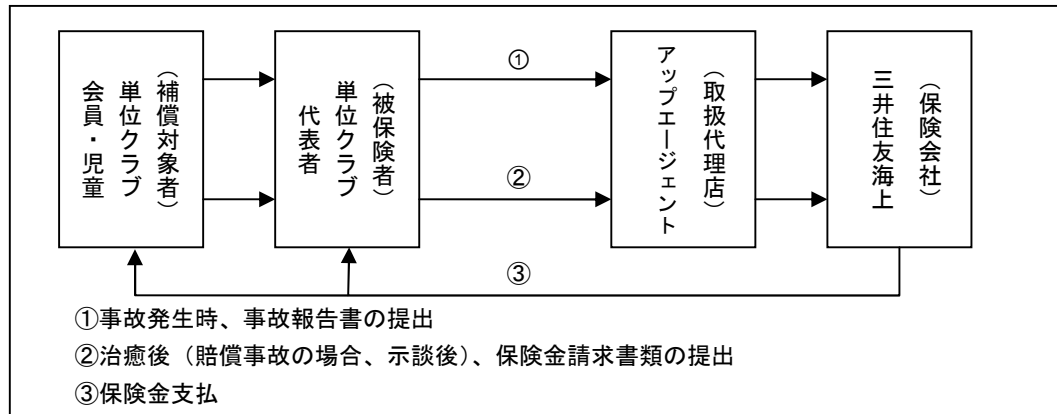 （補償対象者）
単位クラブ
会員・児童
（被保険者）
単位クラブ
代表者
①
②
（取扱代理店）
アップエージェント
（保険会社）
三井住友海上
③
①事故発生時、事故報告書の提出
②治癒後（賠償事故の場合、示談後）、保険金請求書類の提出
③保険金支払